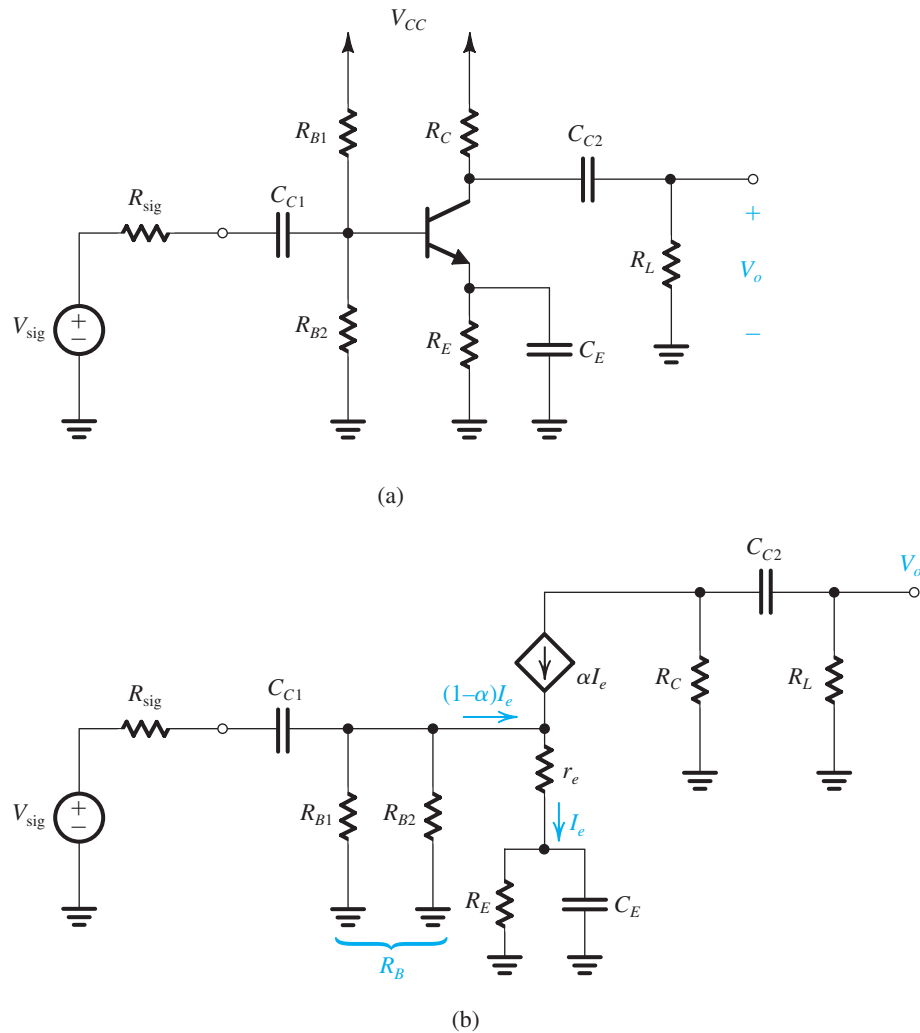 V_CC
R_B1
R_C
C_C2
C_C1
R_sig
+
R_L
V_o
V_sig
+
−
R_B2
R_E
C_E
−
(a)
C_C2
V_o
αI_e
R_C
R_L
(1–α)I_e
C_C1
R_sig
r_e
V_sig
+
−
R_B1
R_B2
I_e
R_E
C_E
R_B
(b)